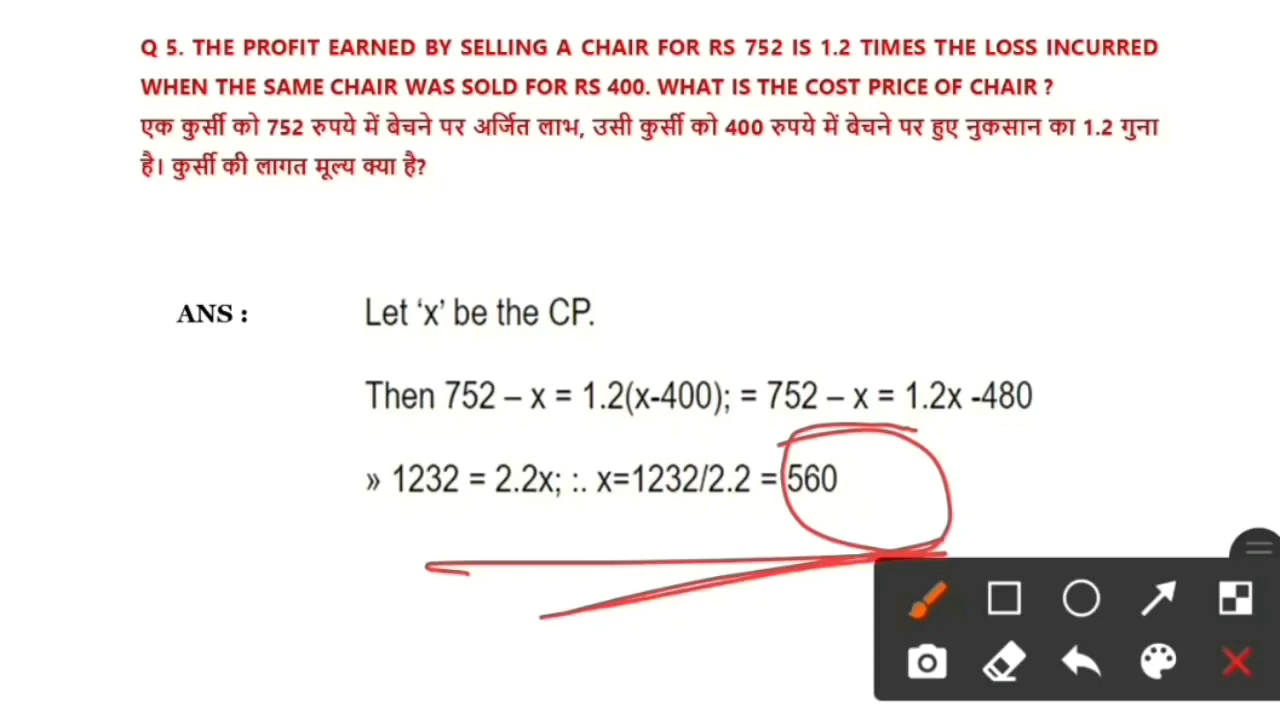 Q 5. THE PROFIT EARNED BY SELLING A CHAIR FOR RS 752 IS 1.2 TIMES THE LOSS INCURRED
WHEN THE SAME CHAIR WAS SOLD FOR RS 400. WHAT IS THE COST PRICE OF CHAIR ?
एक कुर्सी को 752 रुपये में बेचने पर अर्जित लाभ, उसी कुर्सी को 400 रुपये में बेचने पर हुए नुकसान का 1.2 गुना
है। कुर्सी की लागत मूल्य क्या है?
ANS : Let ‘x’ be the CP.
Then 752 – x = 1.2(x-400); = 752 – x = 1.2x -480
» 1232 = 2.2x; :. x=1232/2.2 = 560